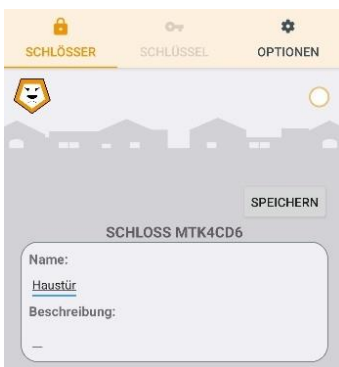 SCHLÖSSER SCHLÜSSEL OPTIONEN
SPEICHERN
SCHLOSS MTK4CD6
Name:
Haustür
Beschreibung: